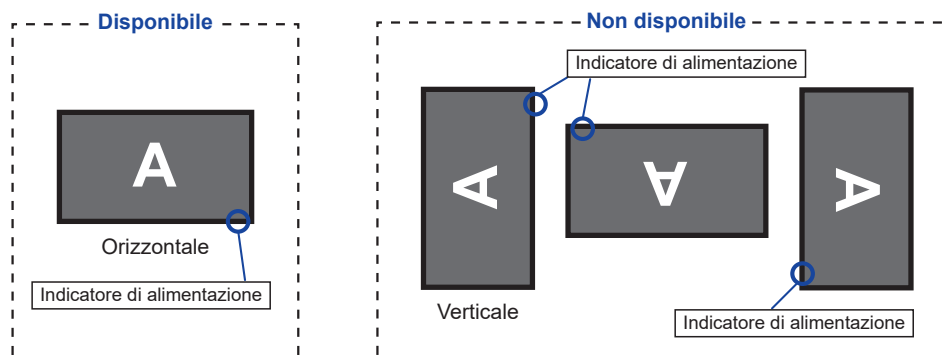 Disponibile
A
Orizzontale
Indicatore di alimentazione
Non disponibile
Indicatore di alimentazione
A
A
A
Verticale
Indicatore di alimentazione